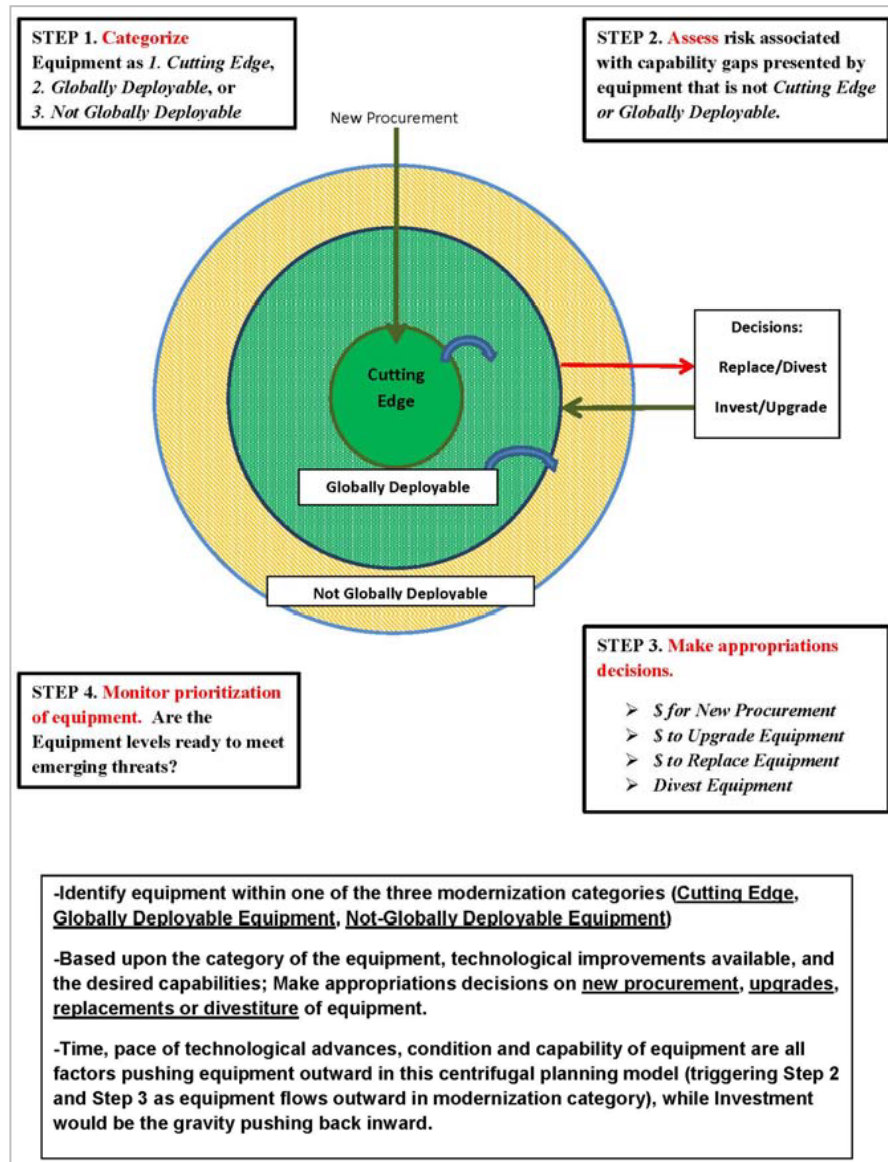 STEP 1. Categorize
Equipment as 1. Cutting Edge,
2. Globally Deployable, or
3. Not Globally Deployable
STEP 2. Assess risk associated
with capability gaps presented by
equipment that is not Cutting Edge
or Globally Deployable.
New Procurement
Cutting
Edge
Globally Deployable
Not Globally Deployable
Decisions:
Replace/Divest
Invest/Upgrade
STEP 4. Monitor prioritization
of equipment. Are the
Equipment levels ready to meet
emerging threats?
STEP 3. Make appropriations
decisions.
➢ $ for New Procurement
➢ $ to Upgrade Equipment
➢ $ to Replace Equipment
➢ Divest Equipment
-Identify equipment within one of the three modernization categories (Cutting Edge,
Globally Deployable Equipment, Not-Globally Deployable Equipment)
-Based upon the category of the equipment, technological improvements available, and
the desired capabilities; Make appropriations decisions on new procurement, upgrades,
replacements or divestiture of equipment.
-Time, pace of technological advances, condition and capability of equipment are all
factors pushing equipment outward in this centrifugal planning model (triggering Step 2
and Step 3 as equipment flows outward in modernization category), while Investment
would be the gravity pushing back inward.